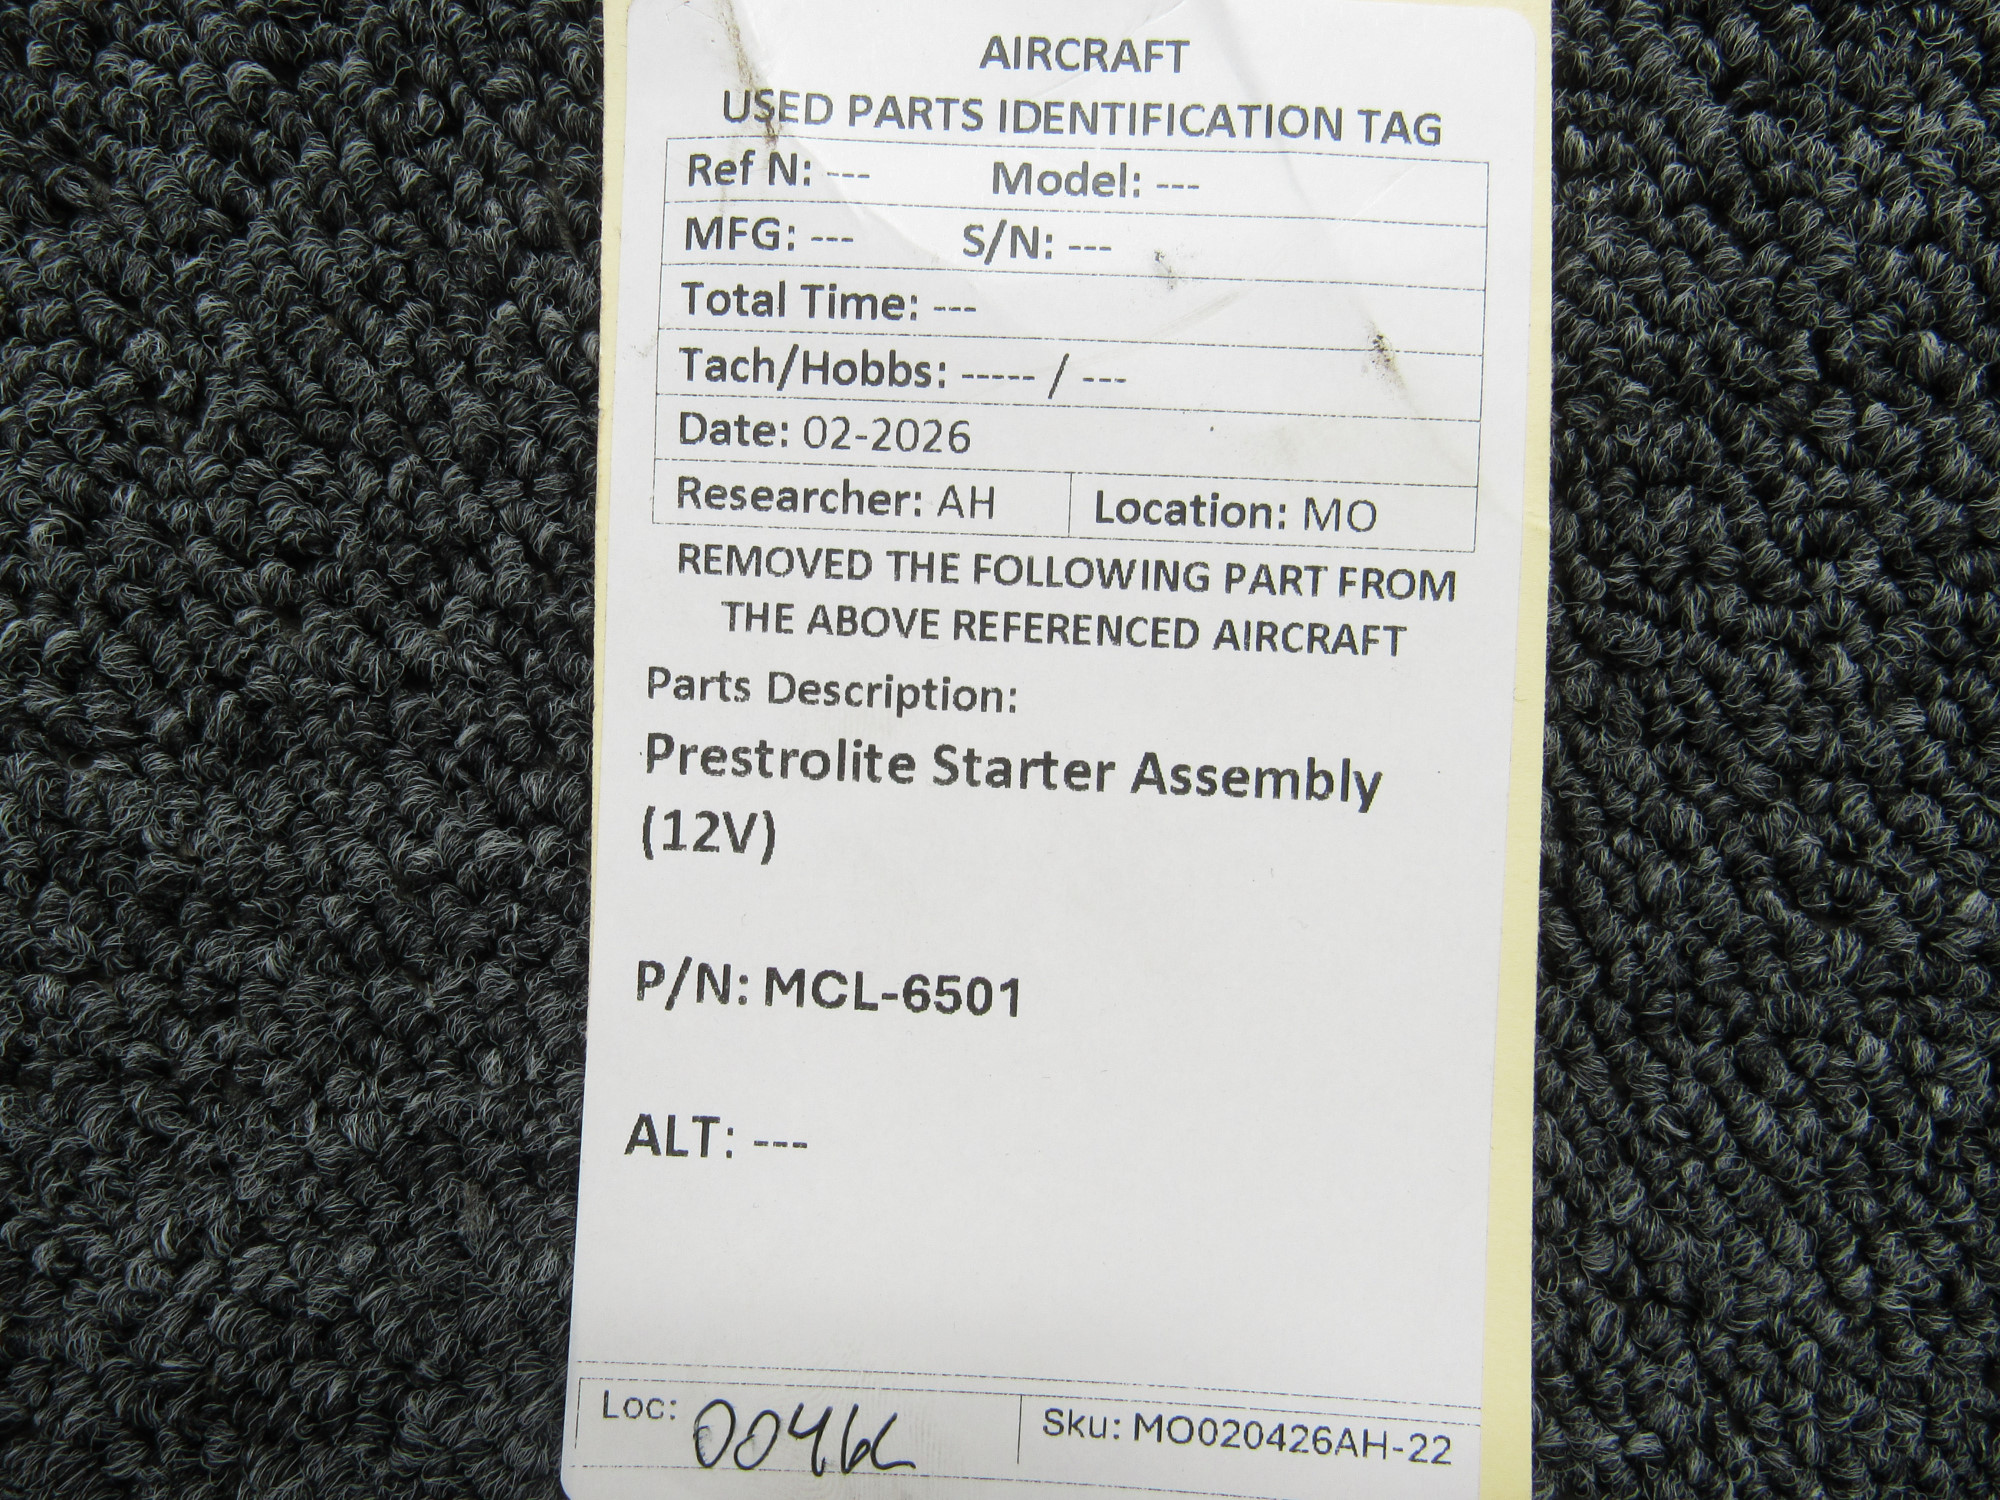 AIRCRAFT
USED PARTS IDENTIFICATION TAG
Ref N: --- Model: ---
MFG: --- S/N: ---
Total Time: ---
Tach/Hobbs: ----- / ---
Date: 02-2026
Researcher: AH Location: MO
REMOVED THE FOLLOWING PART FROM
THE ABOVE REFERENCED AIRCRAFT
Parts Description:
Prestrolite Starter Assembly
(12V)
P/N: MCL-6501
ALT: ---
Loc: Sku: MO020426AH-22